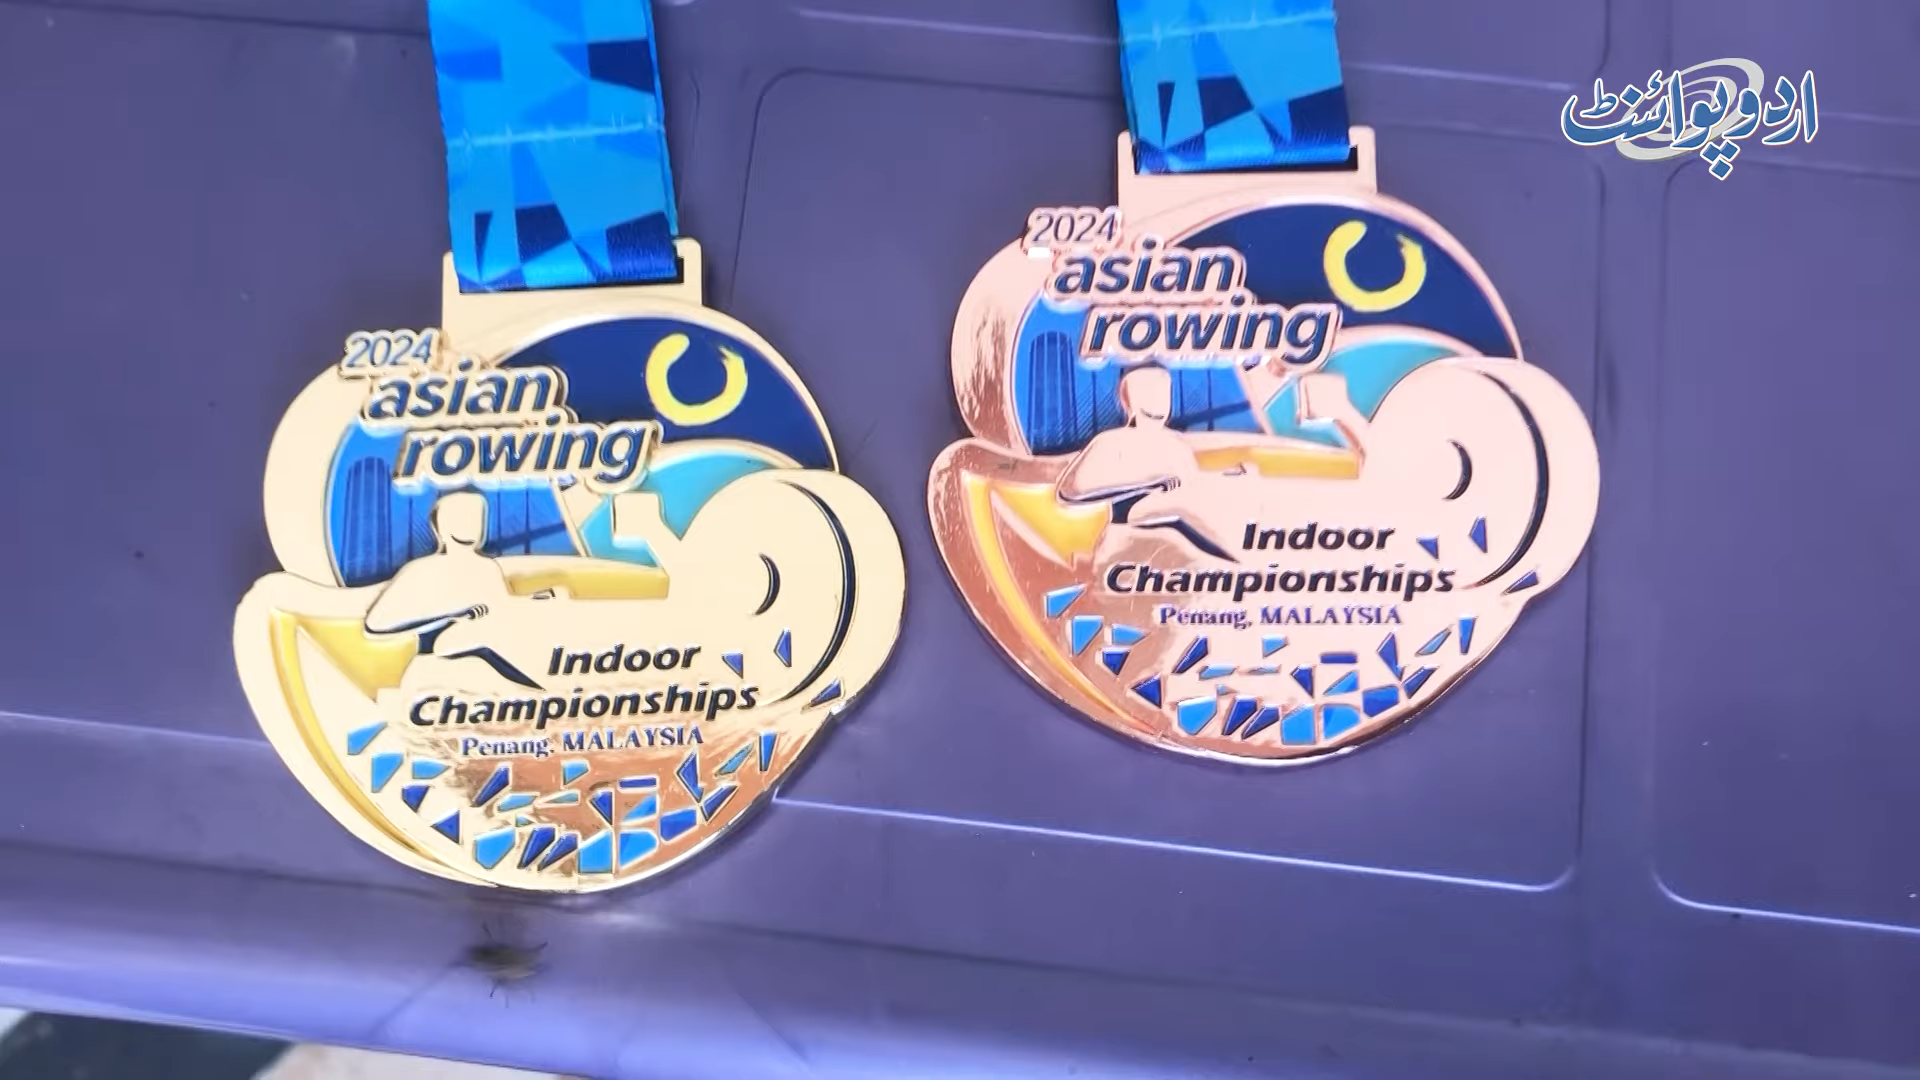 اردو پوائنٹ
2024
asian
rowing
Indoor
Championships
Penang, MALAYSIA
2024
asian
rowing
Indoor
Championships
Penang, MALAYSIA